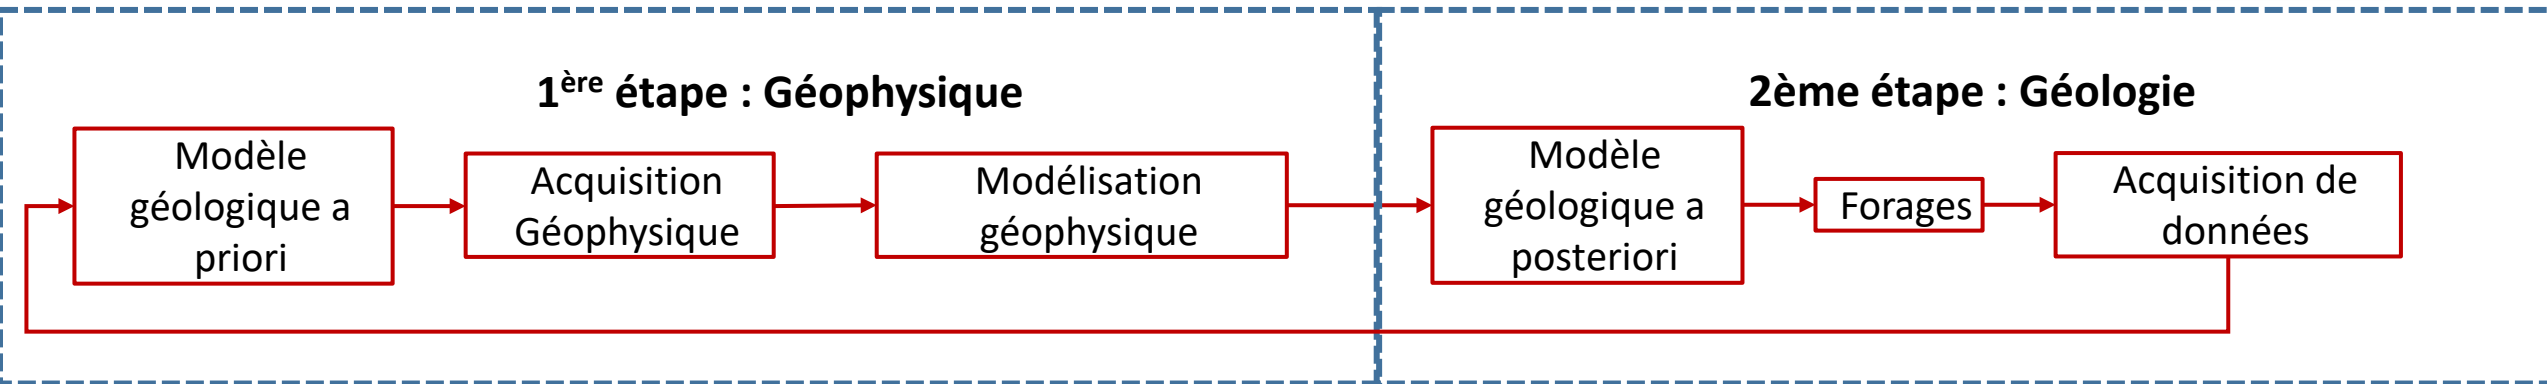 1ère étape : Géophysique
Modèle
géologique a
priori
Acquisition
Géophysique
Modélisation
géophysique
2ème étape : Géologie
Modèle
géologique a
posteriori
Forages
Acquisition de
données